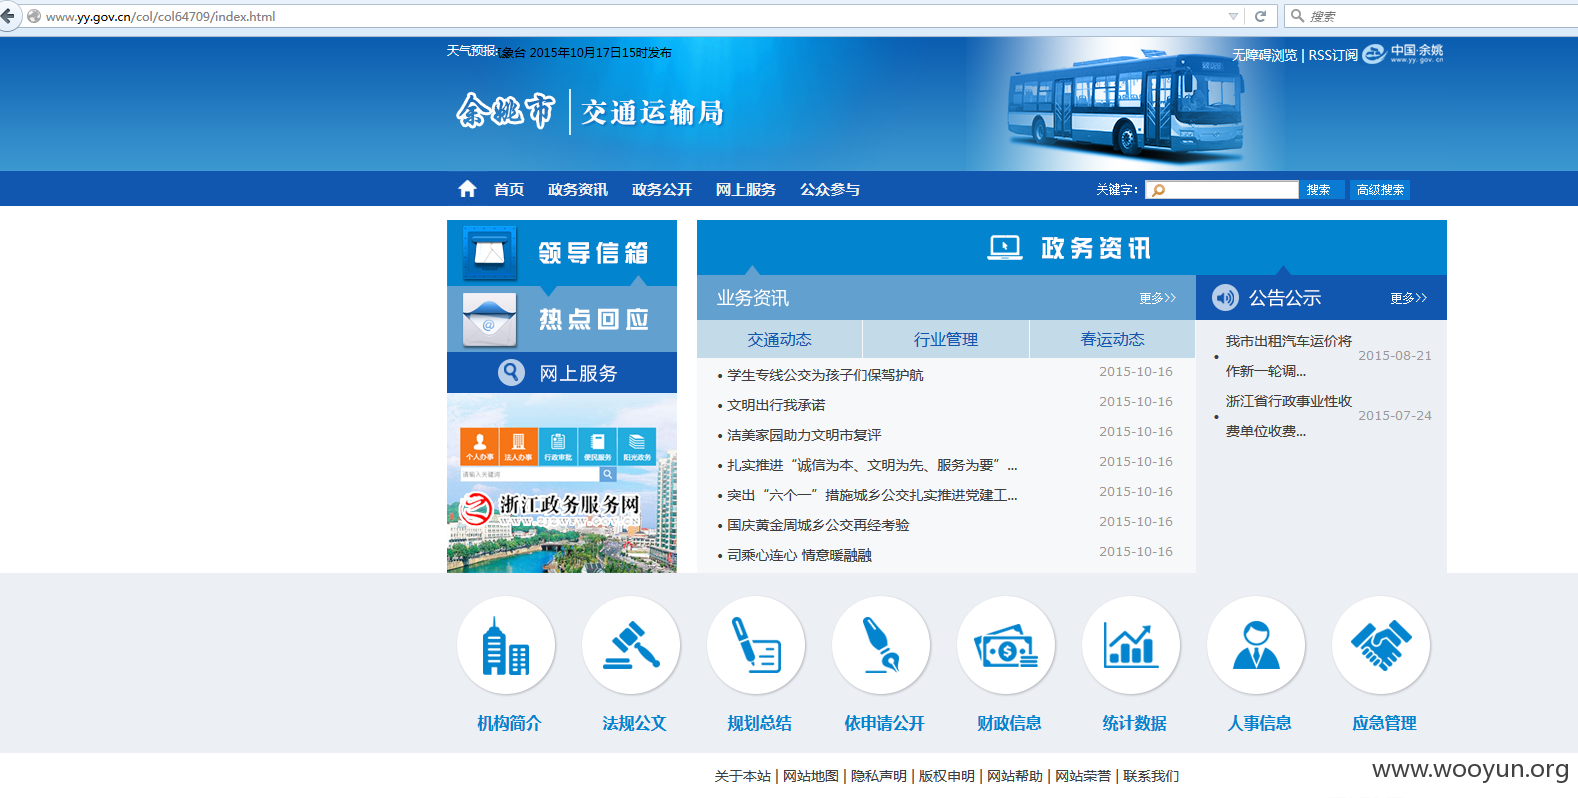 www.yy.gov.cn/col/col64709/index.html
搜索
天气预报:
象台 2015年10月17日15时发布
无障碍浏览 | RSS订阅
中国·余姚
www.yy.gov.cn
余姚市 交通运输局
首页 政务资讯 政务公开 网上服务 公众参与
关键字: 搜索 高级搜索
领导信箱
热点回应
网上服务
个人办事 法人办事 行政审批 便民服务 阳光政务
请输入关键词
浙江政务服务网
政务资讯
业务资讯 更多>>
交通动态 行业管理 春运动态
• 学生专线公交为孩子们保驾护航 2015-10-16
• 文明出行我承诺 2015-10-16
• 洁美家园助力文明市复评 2015-10-16
• 扎实推进“诚信为本、文明为先、服务为要”... 2015-10-16
• 突出“六个一”措施城乡公交扎实推进党建工... 2015-10-16
• 国庆黄金周城乡公交再经考验 2015-10-16
• 司乘心连心 情意暖融融 2015-10-16
公告公示 更多>>
• 我市出租汽车运价将
作新一轮调... 2015-08-21
• 浙江省行政事业性收
费单位收费... 2015-07-24
机构简介 法规公文 规划总结 依申请公开 财政信息 统计数据 人事信息 应急管理
关于本站 | 网站地图 | 隐私声明 | 版权申明 | 网站帮助 | 网站荣誉 | 联系我们
www.wooyun.org